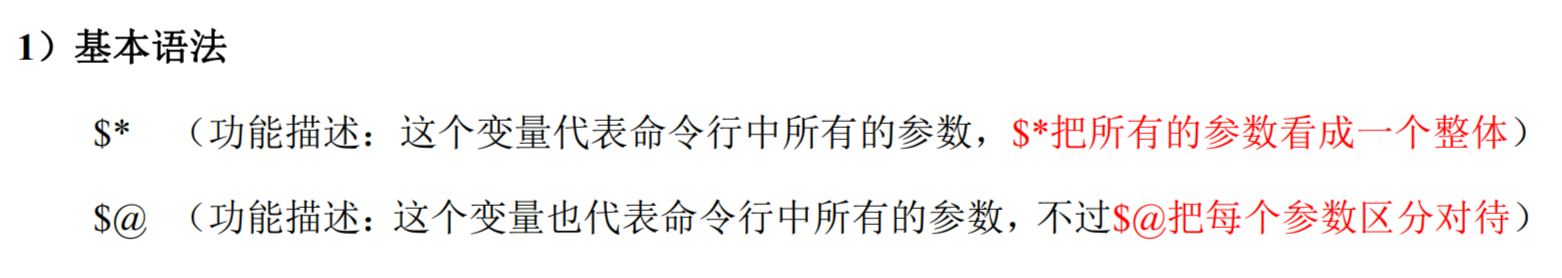 1）基本语法
$* （功能描述：这个变量代表命令行中所有的参数，$*把所有的参数看成一个整体）
$@ （功能描述：这个变量也代表命令行中所有的参数，不过$@把每个参数区分对待）